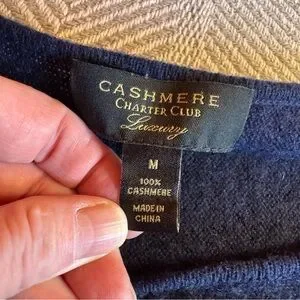 CASHMERE
CHARTER CLUB
Luxury
M
100%
CASHMERE
MADE IN
CHINA